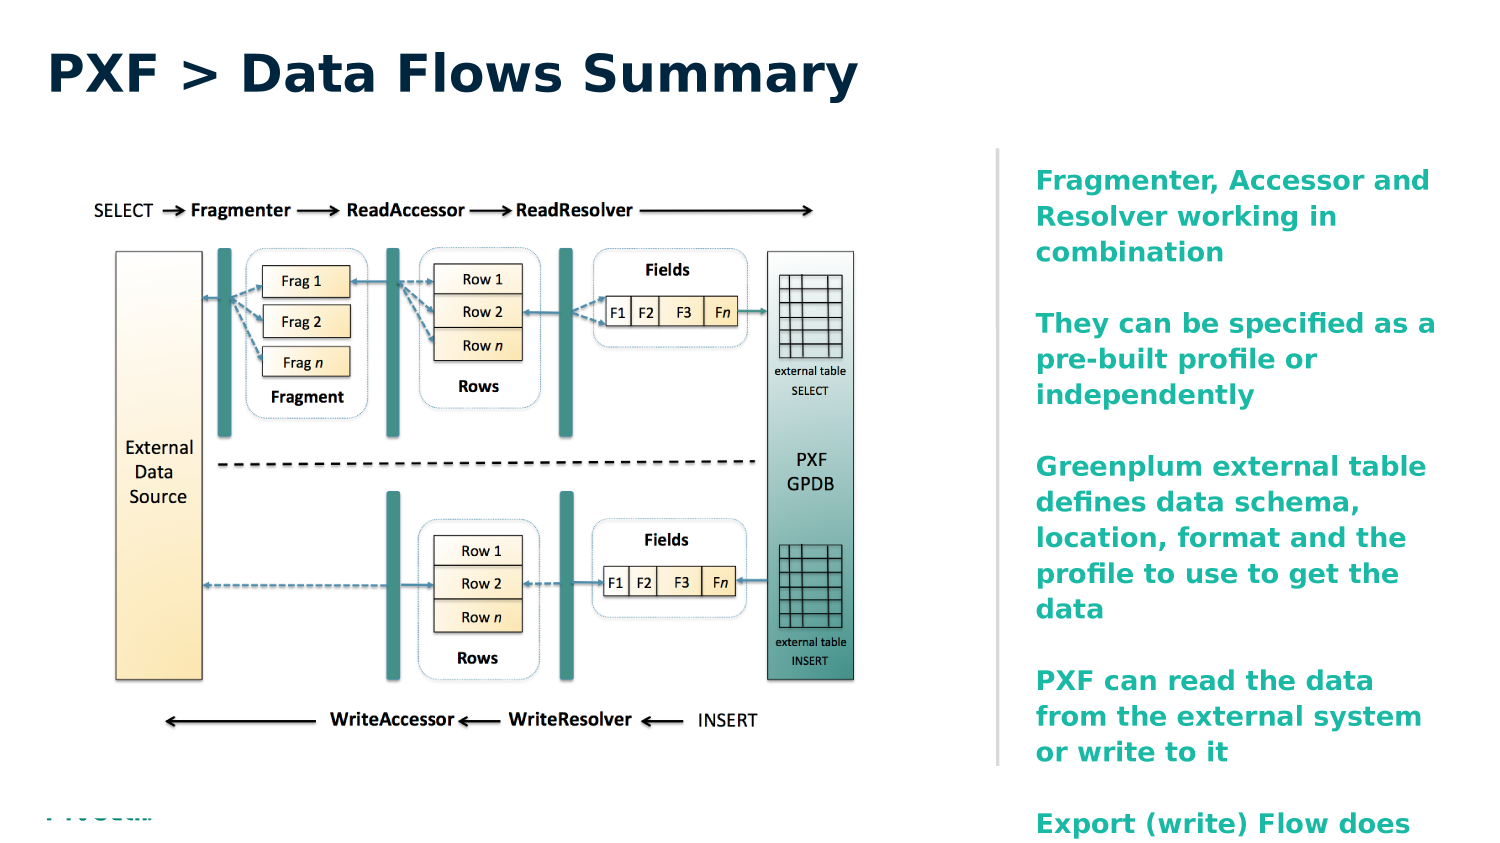 PXF > Data Flows Summary
SELECT Fragmenter ReadAccessor ReadResolver
External
Data
Source
Frag 1
Frag 2
Frag n
Fragment
Row 1
Row 2
Row n
Rows
Fields
F1 F2 F3 Fn
external table
SELECT
PXF
GPDB
Row 1
Row 2
Row n
Rows
Fields
F1 F2 F3 Fn
external table
INSERT
WriteAccessor WriteResolver INSERT
Fragmenter, Accessor and
Resolver working in
combination
They can be specified as a
pre-built profile or
independently
Greenplum external table
defines data schema,
location, format and the
profile to use to get the
data
PXF can read the data
from the external system
or write to it
Export (write) Flow does